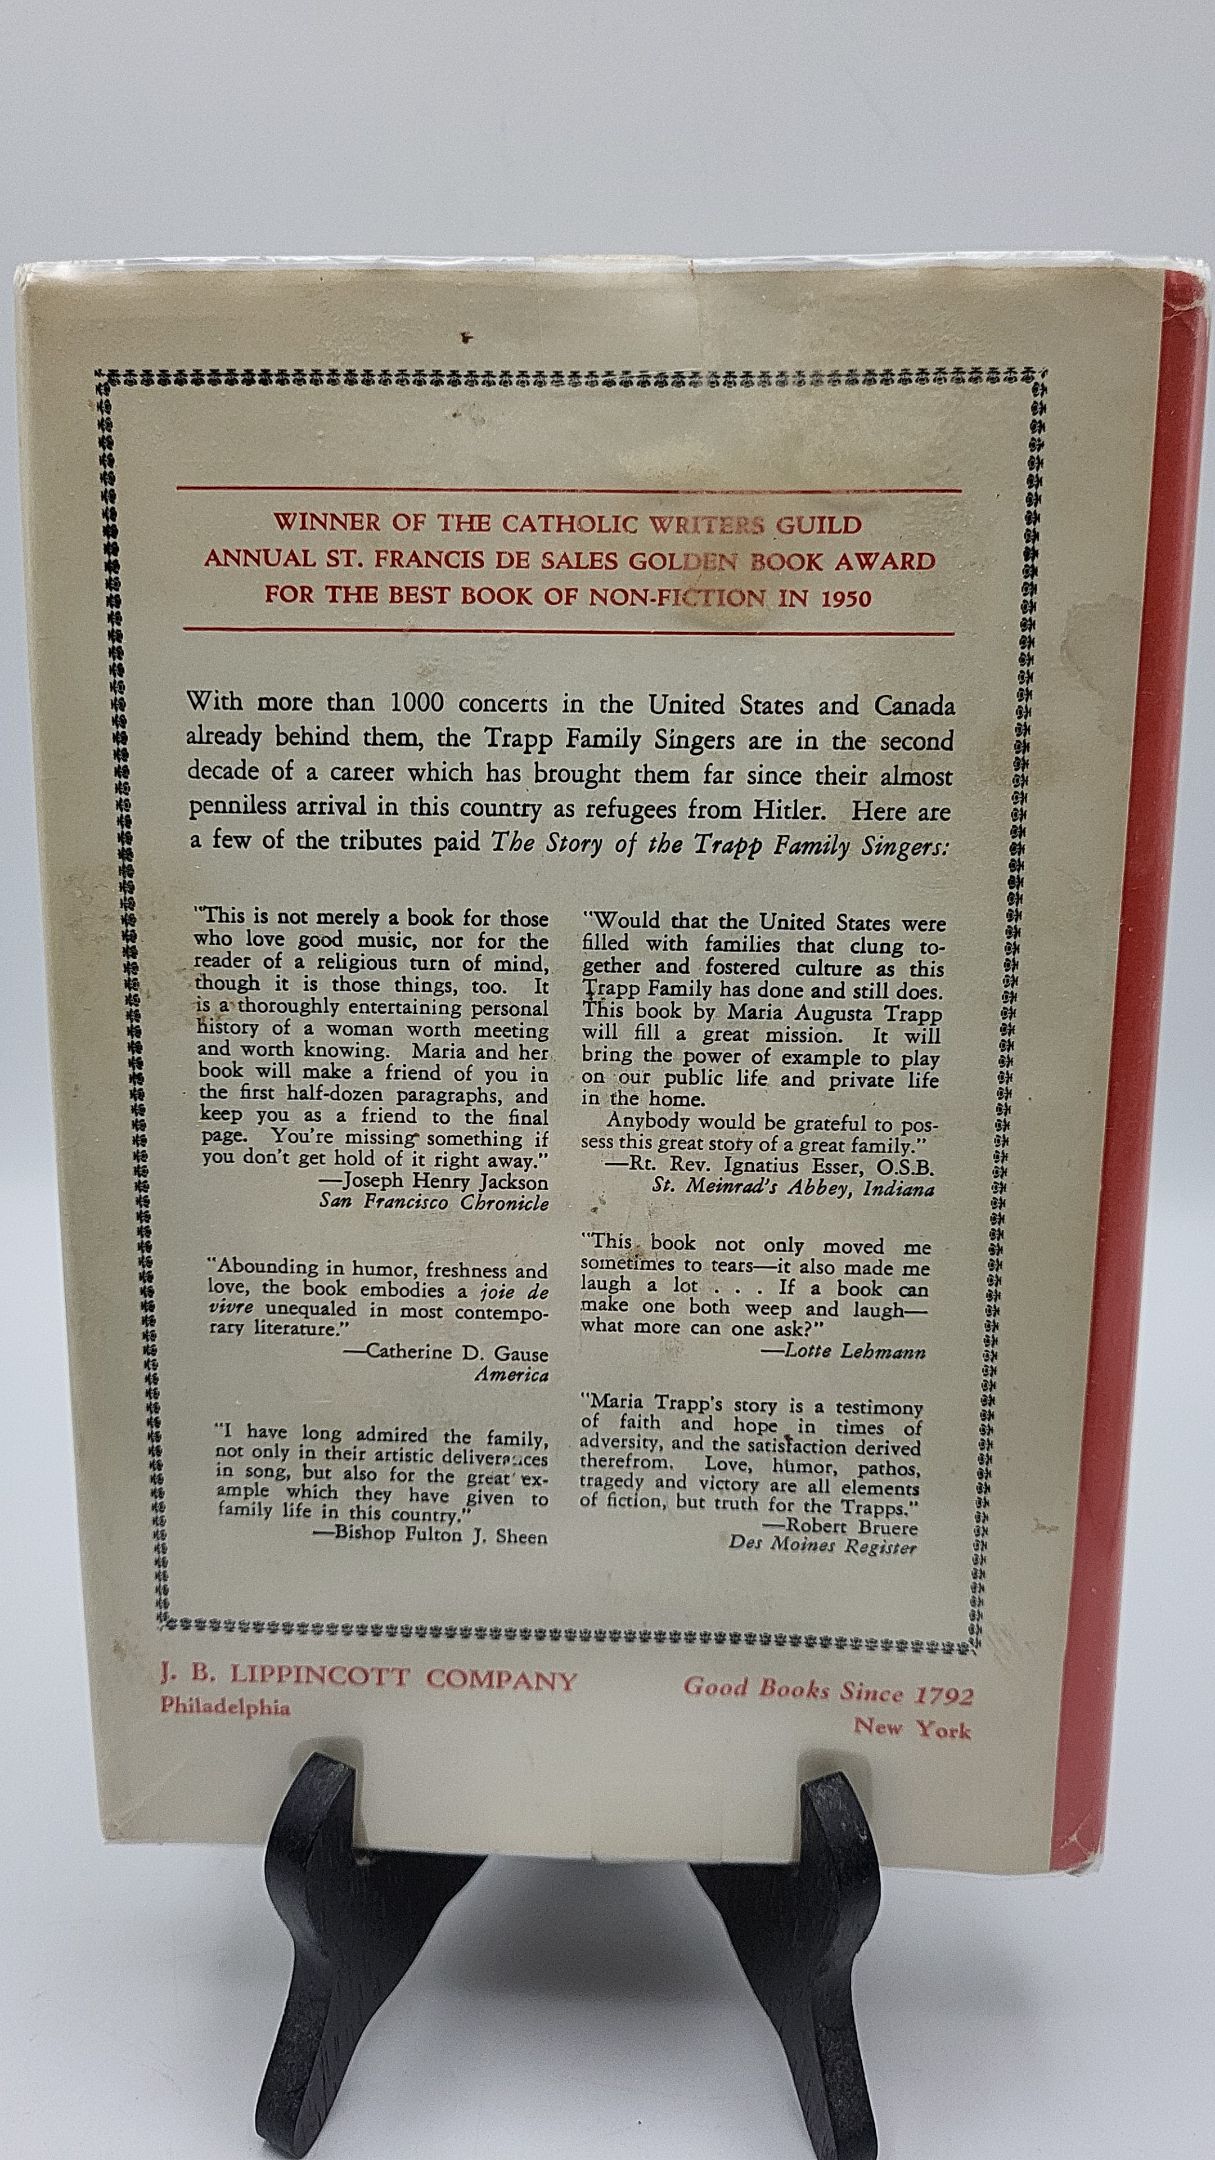 WINNER OF THE CATHOLIC WRITERS GUILD
ANNUAL ST. FRANCIS DE SALES GOLDEN BOOK AWARD
FOR THE BEST BOOK OF NON-FICTION IN 1950
With more than 1000 concerts in the United States and Canada
already behind them, the Trapp Family Singers are in the second
decade of a career which has brought them far since their almost
penniless arrival in this country as refugees from Hitler. Here are
a few of the tributes paid The Story of the Trapp Family Singers:
"This is not merely a book for those
who love good music, nor for the
reader of a religious turn of mind,
though it is those things, too. It
is a thoroughly entertaining personal
history of a woman worth meeting
and worth knowing. Maria and her
book will make a friend of you in
the first half-dozen paragraphs, and
keep you as a friend to the final
page. You're missing something if
you don't get hold of it right away."
—Joseph Henry Jackson
San Francisco Chronicle
"Abounding in humor, freshness and
love, the book embodies a joie de
vivre unequaled in most contempo-
rary literature."
—Catherine D. Gause
America
"I have long admired the family,
not only in their artistic deliverances
in song, but also for the great ex-
ample which they have given to
family life in this country."
—Bishop Fulton J. Sheen
"Would that the United States were
filled with families that clung to-
gether and fostered culture as this
Trapp Family has done and still does.
This book by Maria Augusta Trapp
will fill a great mission. It will
bring the power of example to play
on our public life and private life
in the home.
Anybody would be grateful to pos-
sess this great story of a great family."
—Rt. Rev. Ignatius Esser, O.S.B.
St. Meinrad's Abbey, Indiana
"This book not only moved me
sometimes to tears—it also made me
laugh a lot . . . If a book can
make one both weep and laugh—
what more can one ask?"
—Lotte Lehmann
"Maria Trapp's story is a testimony
of faith and hope in times of
adversity, and the satisfaction derived
therefrom. Love, humor, pathos,
tragedy and victory are all elements
of fiction, but truth for the Trapps."
—Robert Bruere
Des Moines Register
J. B. LIPPINCOTT COMPANY
Philadelphia
Good Books Since 1792
New York